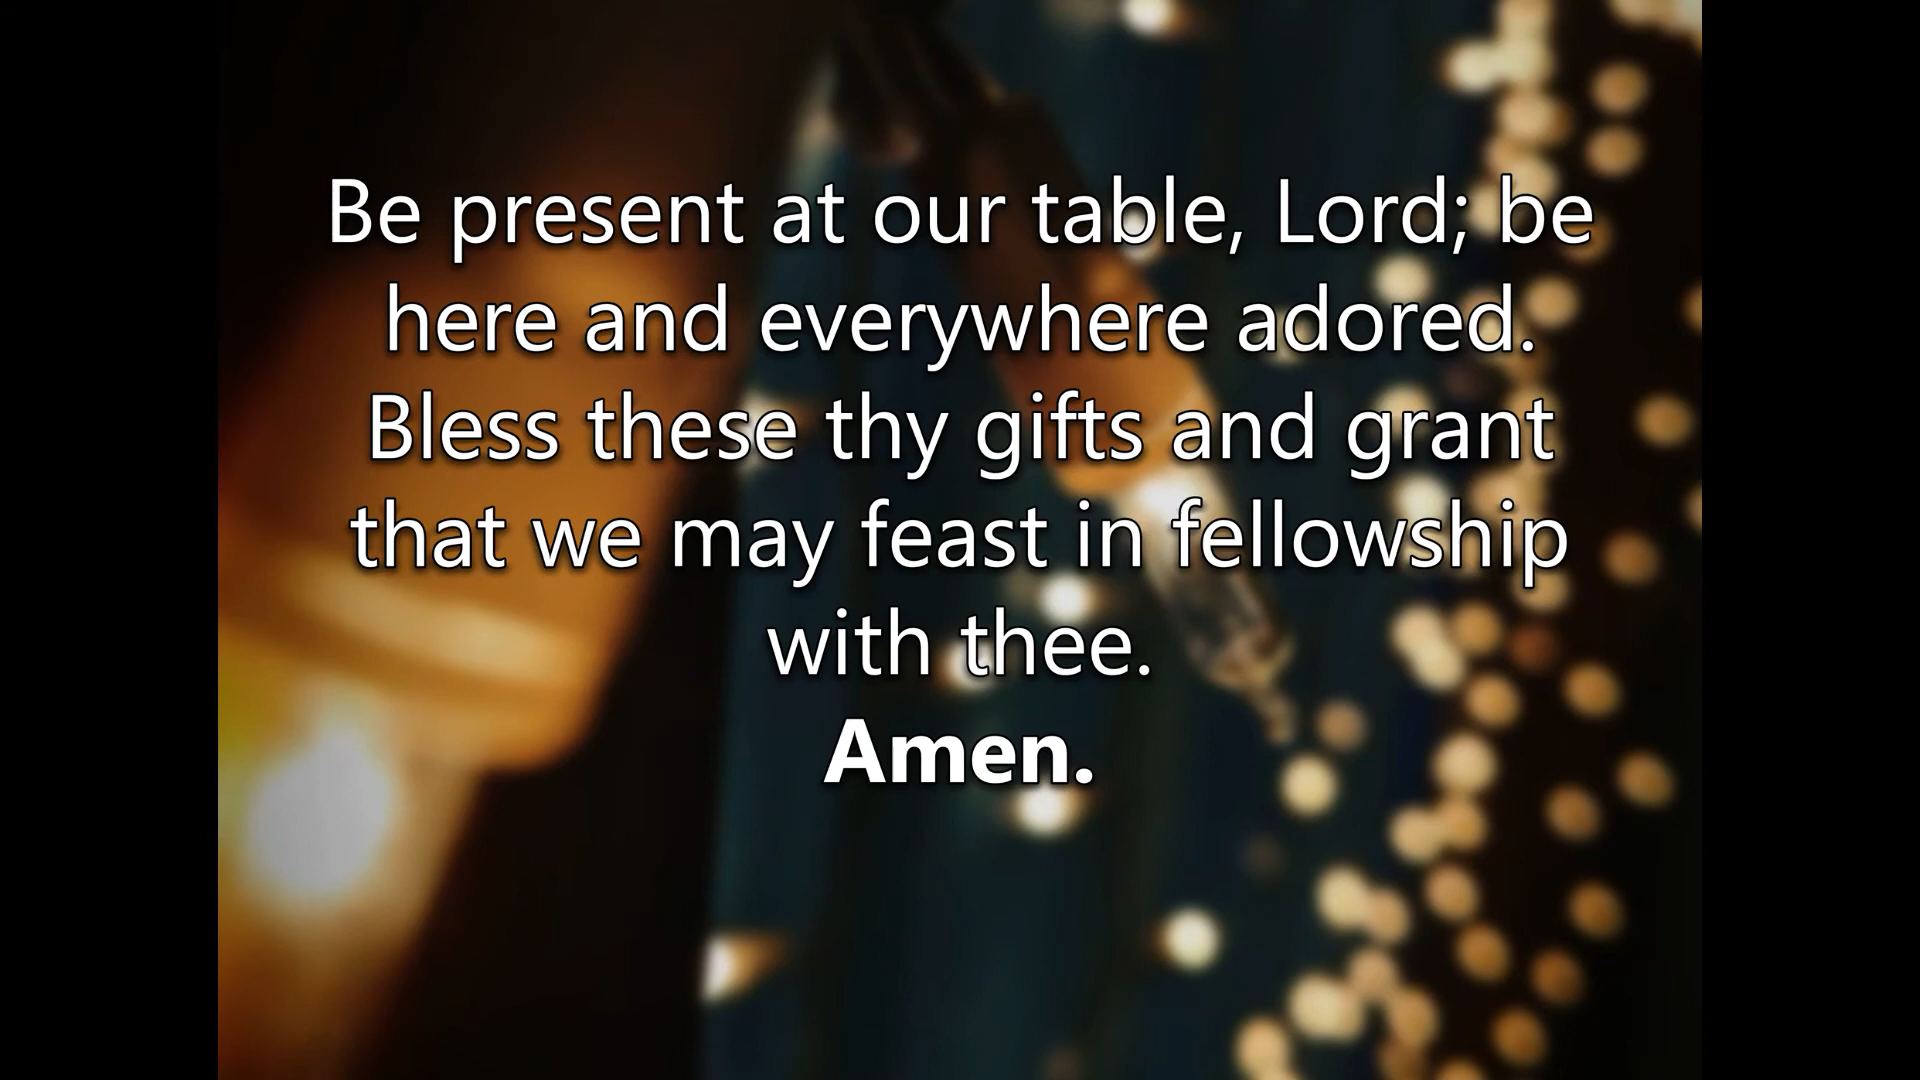 Be present at our table, Lord; be
here and everywhere adored.
Bless these thy gifts and grant
that we may feast in fellowship
with thee.
Amen.